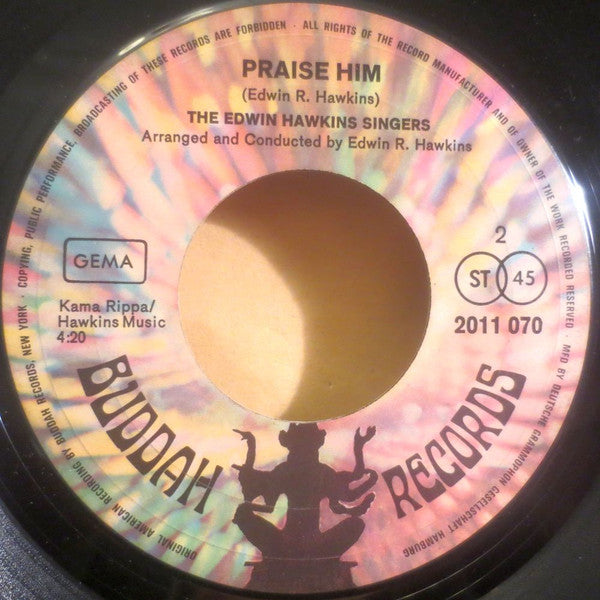 PRAISE HIM
(Edwin R. Hawkins)
THE EDWIN HAWKINS SINGERS
Arranged and Conducted by Edwin R. Hawkins
GEMA
Kama Rippa/
Hawkins Music
4:20
2
ST 45
2011 070
BUDDAH RECORDS
ORIGINAL AMERICAN RECORDING BY BUDDAH RECORDS, NEW YORK · COPYING, PUBLIC PERFORMANCE, BROADCASTING OF THESE RECORDS ARE FORBIDDEN · ALL RIGHTS OF THE RECORD MANUFACTURER AND OF OWNER OF THE WORK RECORDED RESERVED · MFD BY DEUTSCHE GRAMMOPHON GESELLSCHAFT HAMBURG